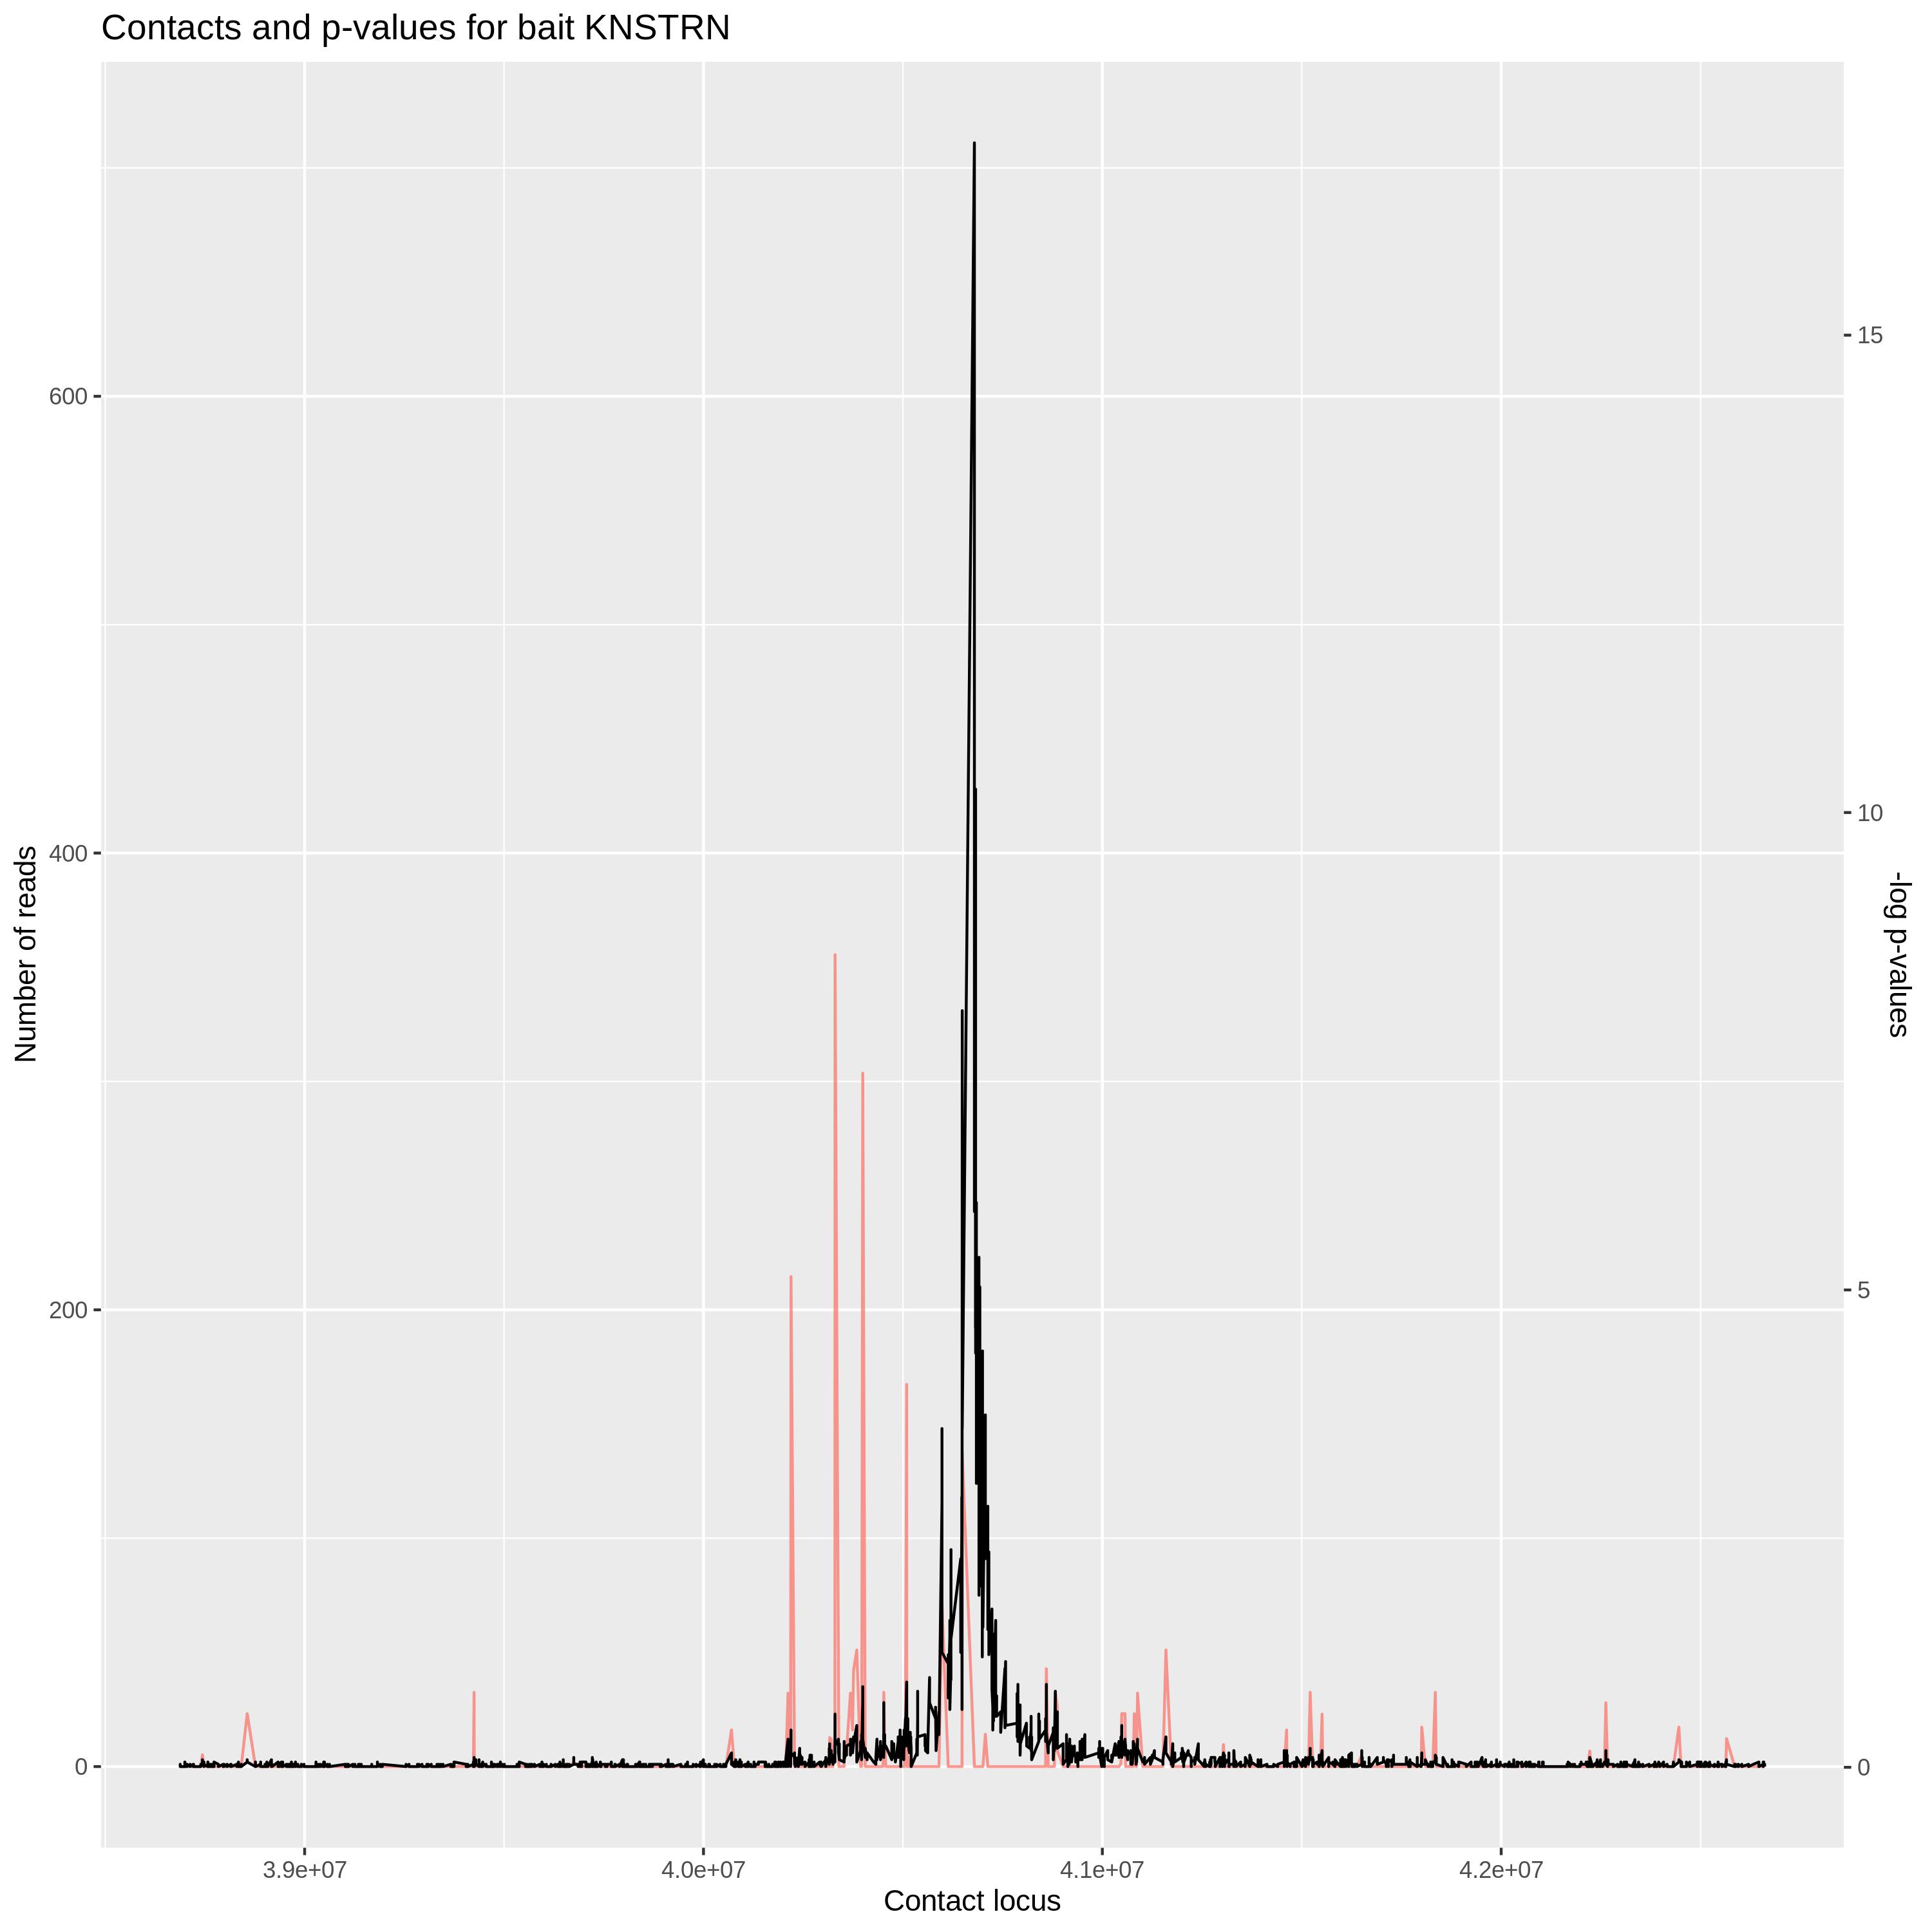 Contacts and p-values for bait KNSTRN
600
400
200
0
15
10
5
0
Number of reads
-log p-values
3.9e+07
4.0e+07
4.1e+07
4.2e+07
Contact locus